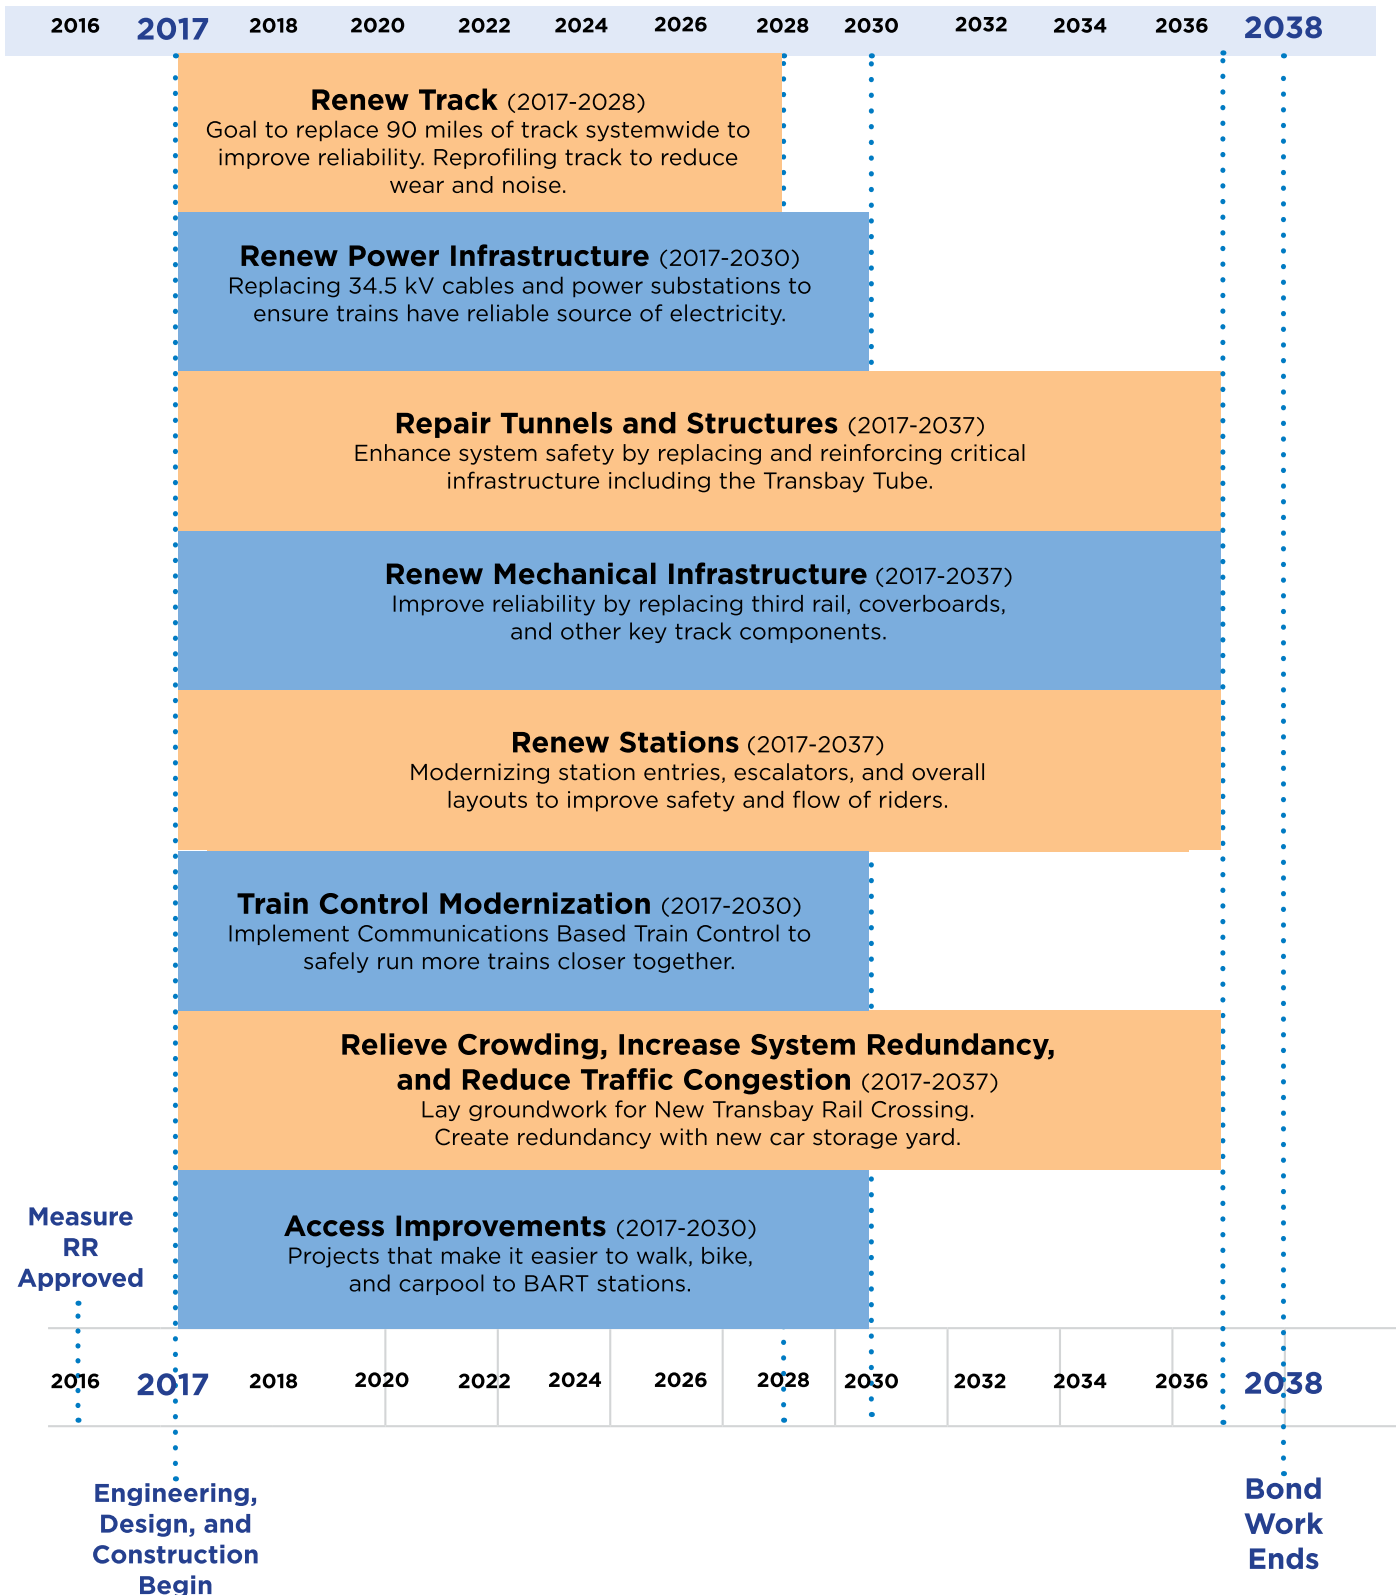 2016 2017 2018 2020 2022 2024 2026 2028 2030 2032 2034 2036 2038
Renew Track (2017-2028)
Goal to replace 90 miles of track systemwide to
improve reliability. Reprofiling track to reduce
wear and noise.
Renew Power Infrastructure (2017-2030)
Replacing 34.5 kV cables and power substations to
ensure trains have reliable source of electricity.
Repair Tunnels and Structures (2017-2037)
Enhance system safety by replacing and reinforcing critical
infrastructure including the Transbay Tube.
Renew Mechanical Infrastructure (2017-2037)
Improve reliability by replacing third rail, coverboards,
and other key track components.
Renew Stations (2017-2037)
Modernizing station entries, escalators, and overall
layouts to improve safety and flow of riders.
Train Control Modernization (2017-2030)
Implement Communications Based Train Control to
safely run more trains closer together.
Relieve Crowding, Increase System Redundancy,
and Reduce Traffic Congestion (2017-2037)
Lay groundwork for New Transbay Rail Crossing.
Create redundancy with new car storage yard.
Access Improvements (2017-2030)
Projects that make it easier to walk, bike,
and carpool to BART stations.
Measure
RR
Approved
2016 2017 2018 2020 2022 2024 2026 2028 2030 2032 2034 2036 2038
Engineering,
Design, and
Construction
Begin
Bond
Work
Ends